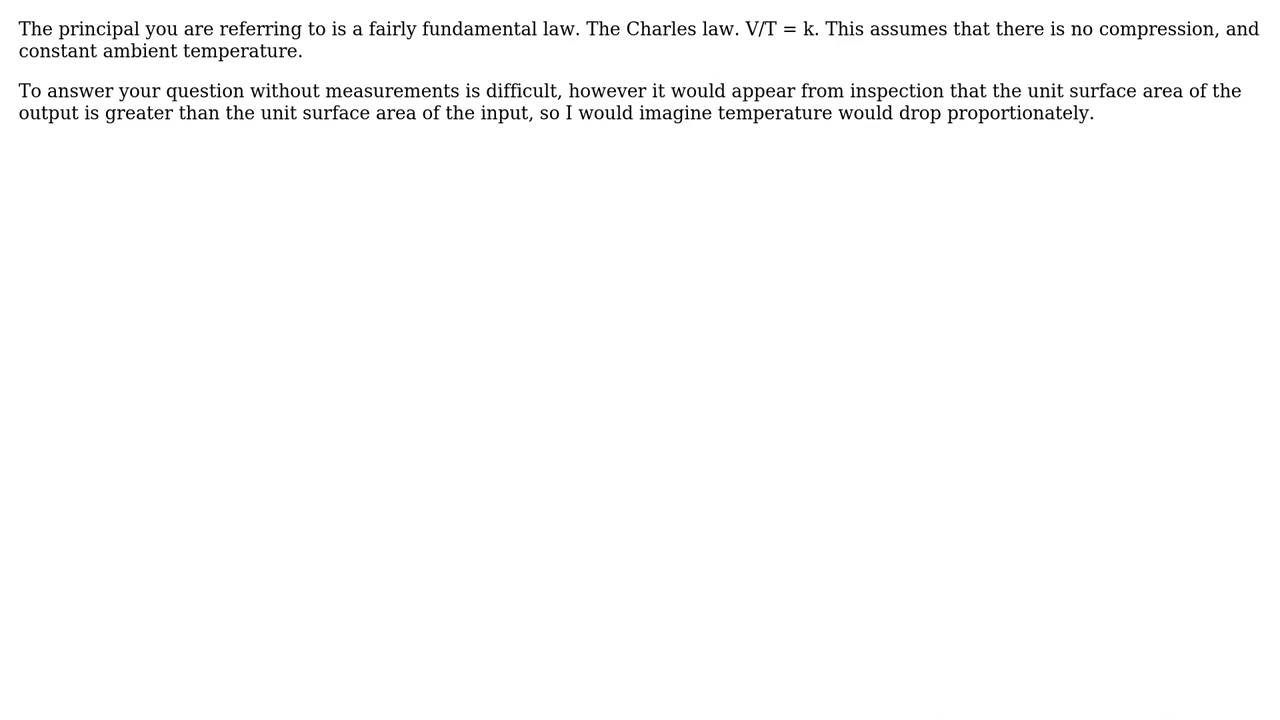 The principal you are referring to is a fairly fundamental law. The Charles law. V/T = k. This assumes that there is no compression, and
constant ambient temperature.
To answer your question without measurements is difficult, however it would appear from inspection that the unit surface area of the
output is greater than the unit surface area of the input, so I would imagine temperature would drop proportionately.